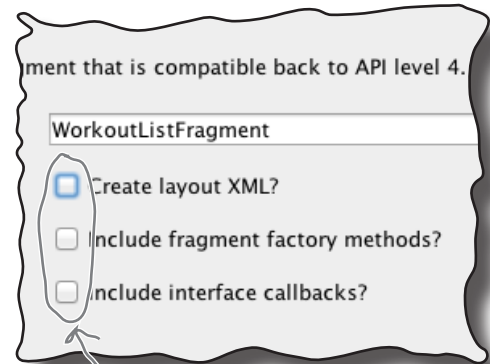 ment that is compatible back to API level 4.
WorkoutListFragment
Create layout XML?
Include fragment factory methods?
Include interface callbacks?